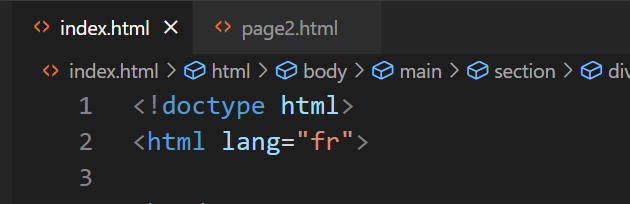 index.html page2.html
index.html > html > body > main > section > div
1 <!doctype html>
2 <html lang="fr">
3